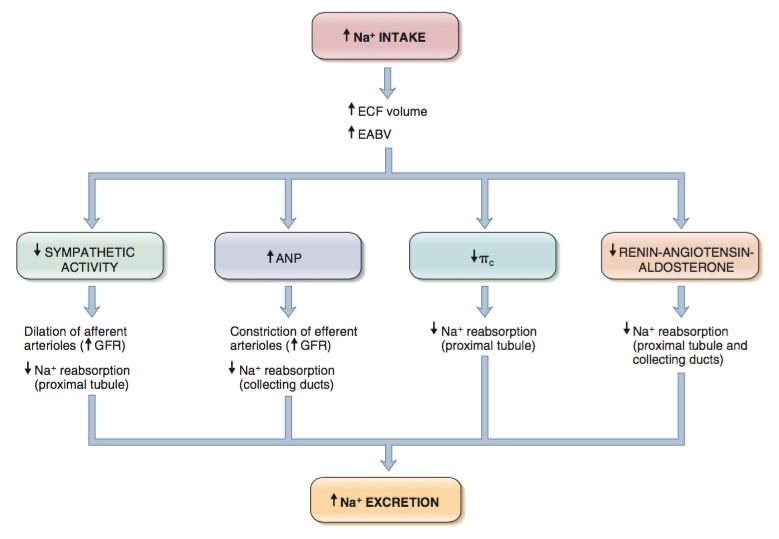 ↑ Na⁺ INTAKE
↑ ECF volume
↑ EABV
↓ SYMPATHETIC
ACTIVITY
↑ ANP
↓ πc
↓ RENIN-ANGIOTENSIN-
ALDOSTERONE
Dilation of afferent
arterioles (↑ GFR)
↓ Na⁺ reabsorption
(proximal tubule)
Constriction of efferent
arterioles (↑ GFR)
↓ Na⁺ reabsorption
(collecting ducts)
↓ Na⁺ reabsorption
(proximal tubule)
↓ Na⁺ reabsorption
(proximal tubule and
collecting ducts)
↑ Na⁺ EXCRETION